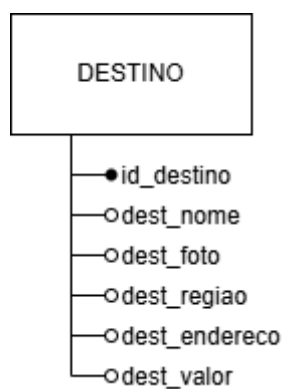 DESTINO
id_destino
dest_nome
dest_foto
dest_regiao
dest_endereco
dest_valor